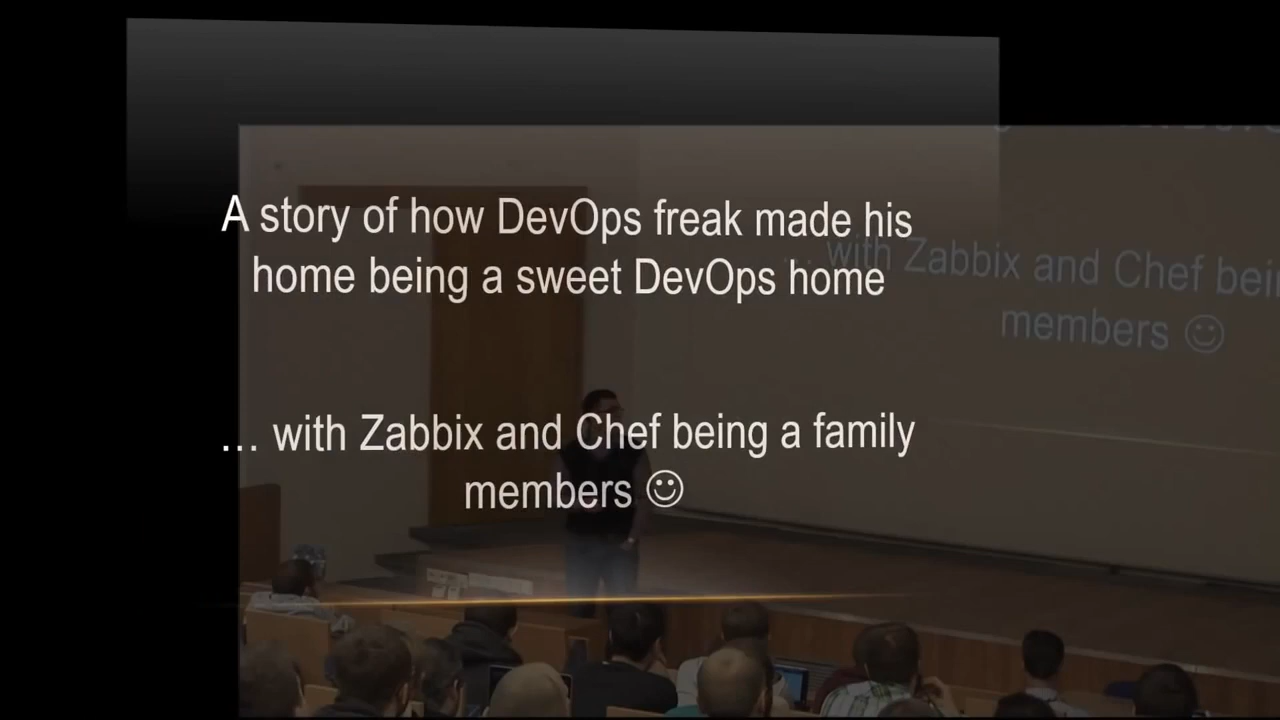 A story of how DevOps freak made his
home being a sweet DevOps home
… with Zabbix and Chef being a family
members ☺
with Zabbix and Chef
members ☺